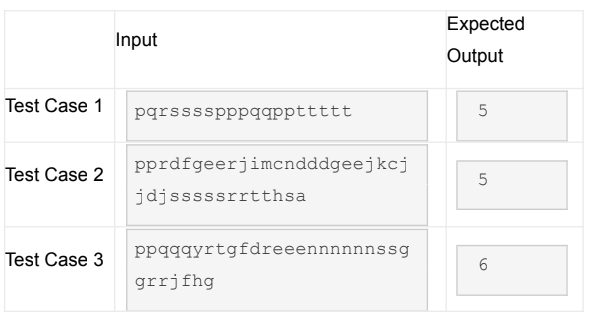 Input
Expected
Output
Test Case 1
pqrsssspppqqppttttt
5
Test Case 2
pprdfgeerjimcndddgeejkcj
jdjsssssrrtthsa
5
Test Case 3
ppqqqyrtgfdreeennnnnnssg
grrjfhg
6